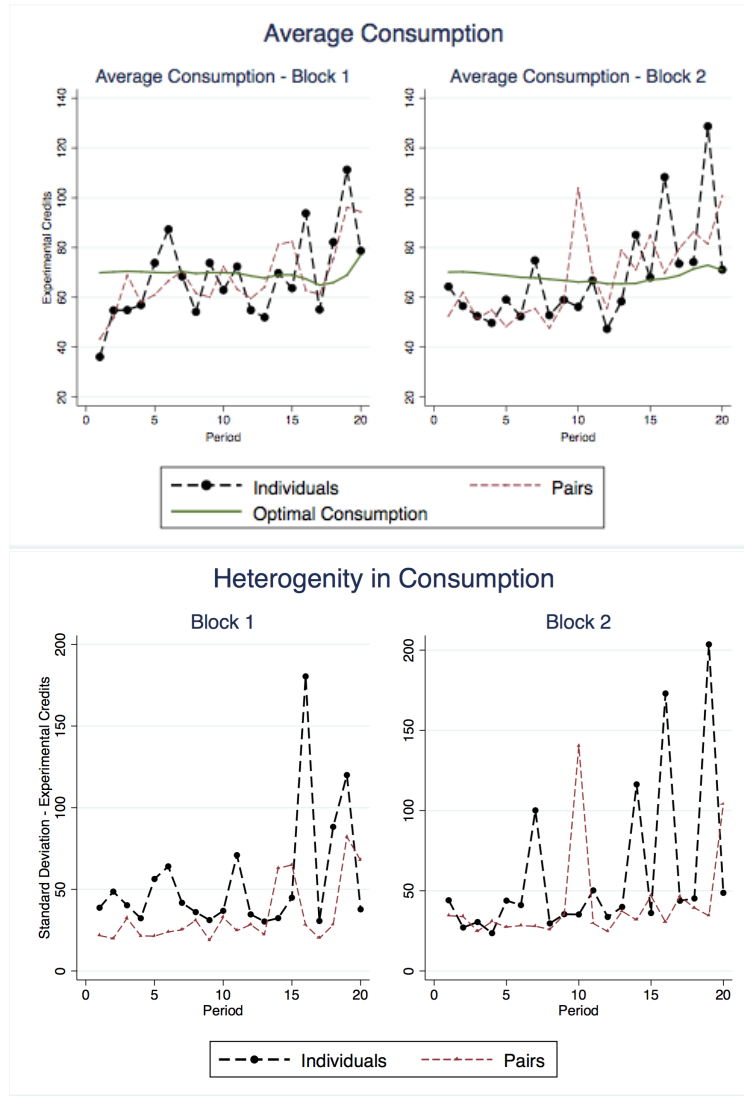 Average Consumption
Average Consumption - Block 1
Average Consumption - Block 2
Experimental Credits
140
120
100
80
60
40
20
0 5 10 15 20
Period
140
120
100
80
60
40
20
0 5 10 15 20
Period
Individuals Pairs
Optimal Consumption
Heterogenity in Consumption
Block 1
Block 2
Standard Deviation - Experimental Credits
200
150
100
50
0
0 5 10 15 20
Period
200
150
100
50
0
0 5 10 15 20
Period
Individuals Pairs